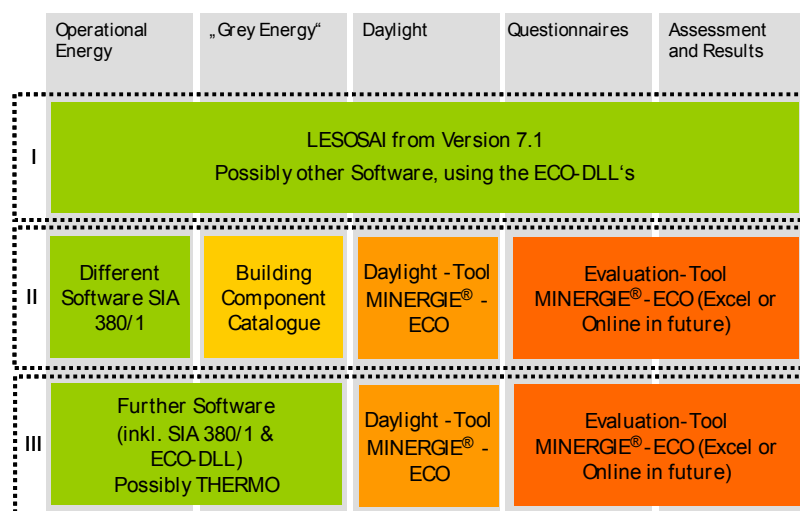 Operational
Energy
„Grey Energy“
Daylight
Questionnaires
Assessment
and Results
I
LESOSAI from Version 7.1
Possibly other Software, using the ECO-DLL‘s
II
Different
Software SIA
380/1
Building
Component
Catalogue
Daylight -Tool
MINERGIE® -
ECO
Evaluation-Tool
MINERGIE®-ECO (Excel or
Online in future)
III
Further Software
(inkl. SIA 380/1 &
ECO-DLL)
Possibly THERMO
Daylight -Tool
MINERGIE® -
ECO
Evaluation-Tool
MINERGIE®-ECO (Excel or
Online in future)